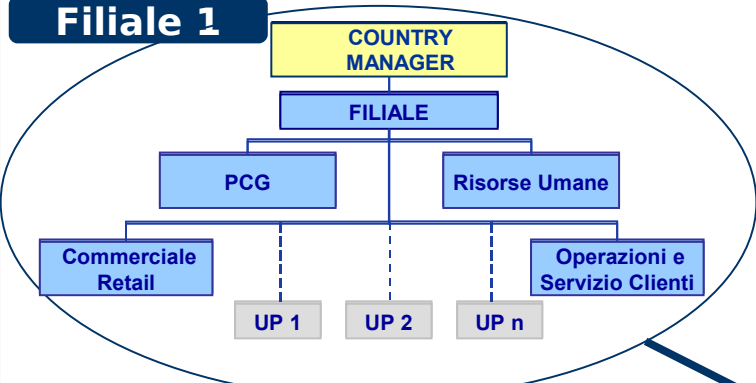 Filiale 1
COUNTRY
MANAGER
FILIALE
PCG
Risorse Umane
Commerciale
Retail
Operazioni e
Servizio Clienti
UP 1
UP 2
UP n